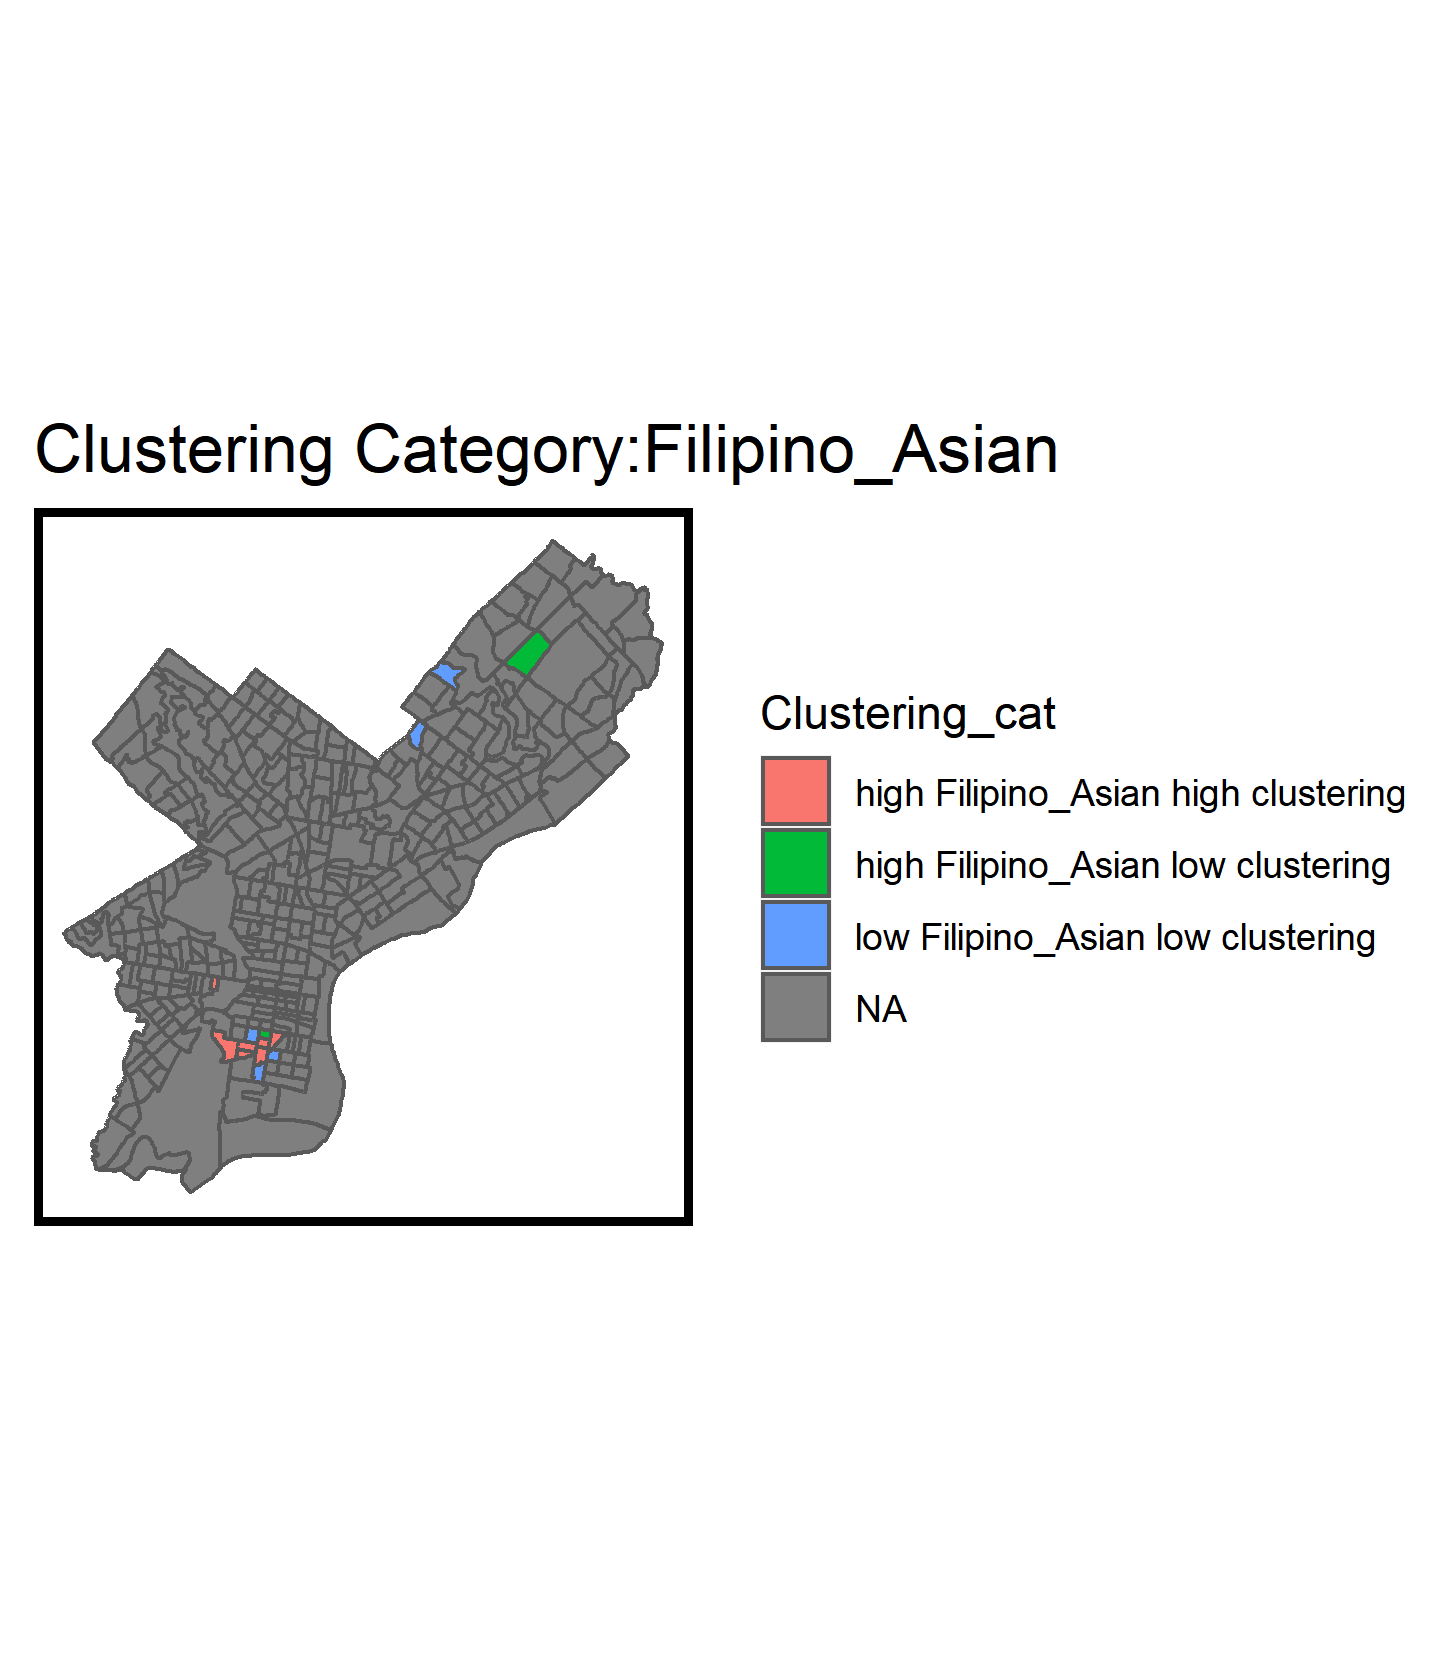 Clustering Category:Filipino_Asian
Clustering_cat
high Filipino_Asian high clustering
high Filipino_Asian low clustering
low Filipino_Asian low clustering
NA